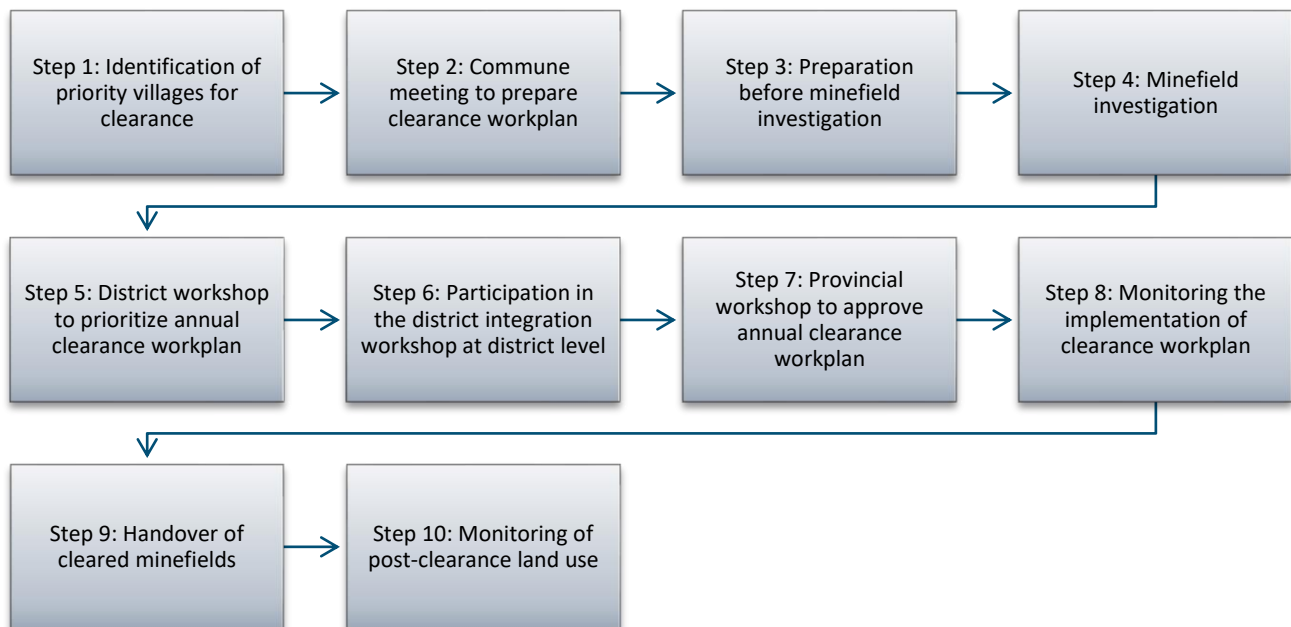 Step 1: Identification of
priority villages for
clearance
Step 2: Commune
meeting to prepare
clearance workplan
Step 3: Preparation
before minefield
investigation
Step 4: Minefield
investigation
Step 5: District workshop
to prioritize annual
clearance workplan
Step 6: Participation in
the district integration
workshop at district level
Step 7: Provincial
workshop to approve
annual clearance
workplan
Step 8: Monitoring the
implementation of
clearance workplan
Step 9: Handover of
cleared minefields
Step 10: Monitoring of
post-clearance land use